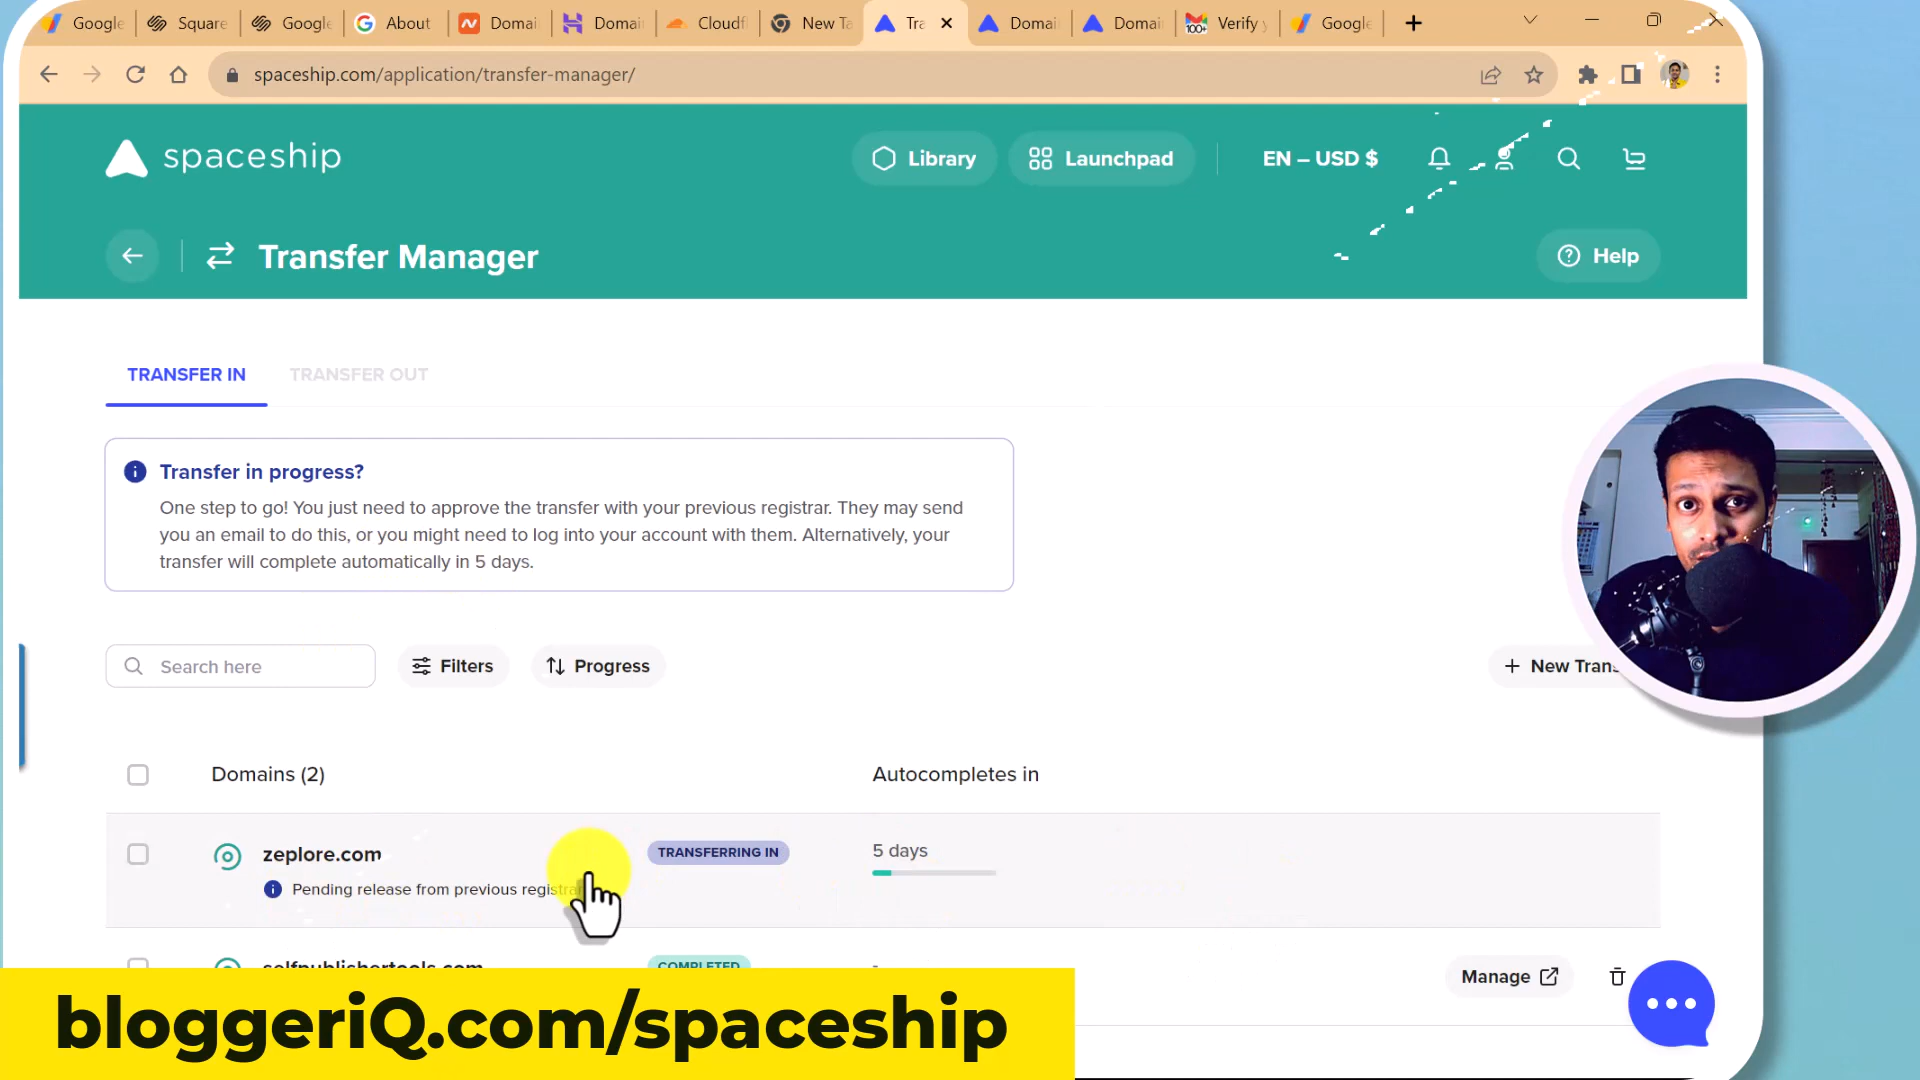 Google
Square
Google
About
Domai
Domai
Cloudf
New Ta
Tra
Domai
Domai
100+
Verify y
Google
spaceship.com/application/transfer-manager/
spaceship
Library
Launchpad
EN – USD $
Transfer Manager
Help
TRANSFER IN
TRANSFER OUT
Transfer in progress?
One step to go! You just need to approve the transfer with your previous registrar. They may send
you an email to do this, or you might need to log into your account with them. Alternatively, your
transfer will complete automatically in 5 days.
Search here
Filters
Progress
+ New Trans
Domains (2)
Autocompletes in
zeplore.com
TRANSFERRING IN
5 days
Pending release from previous registrar
selfpublishertools.com
COMPLETED
-
Manage
bloggeriQ.com/spaceship